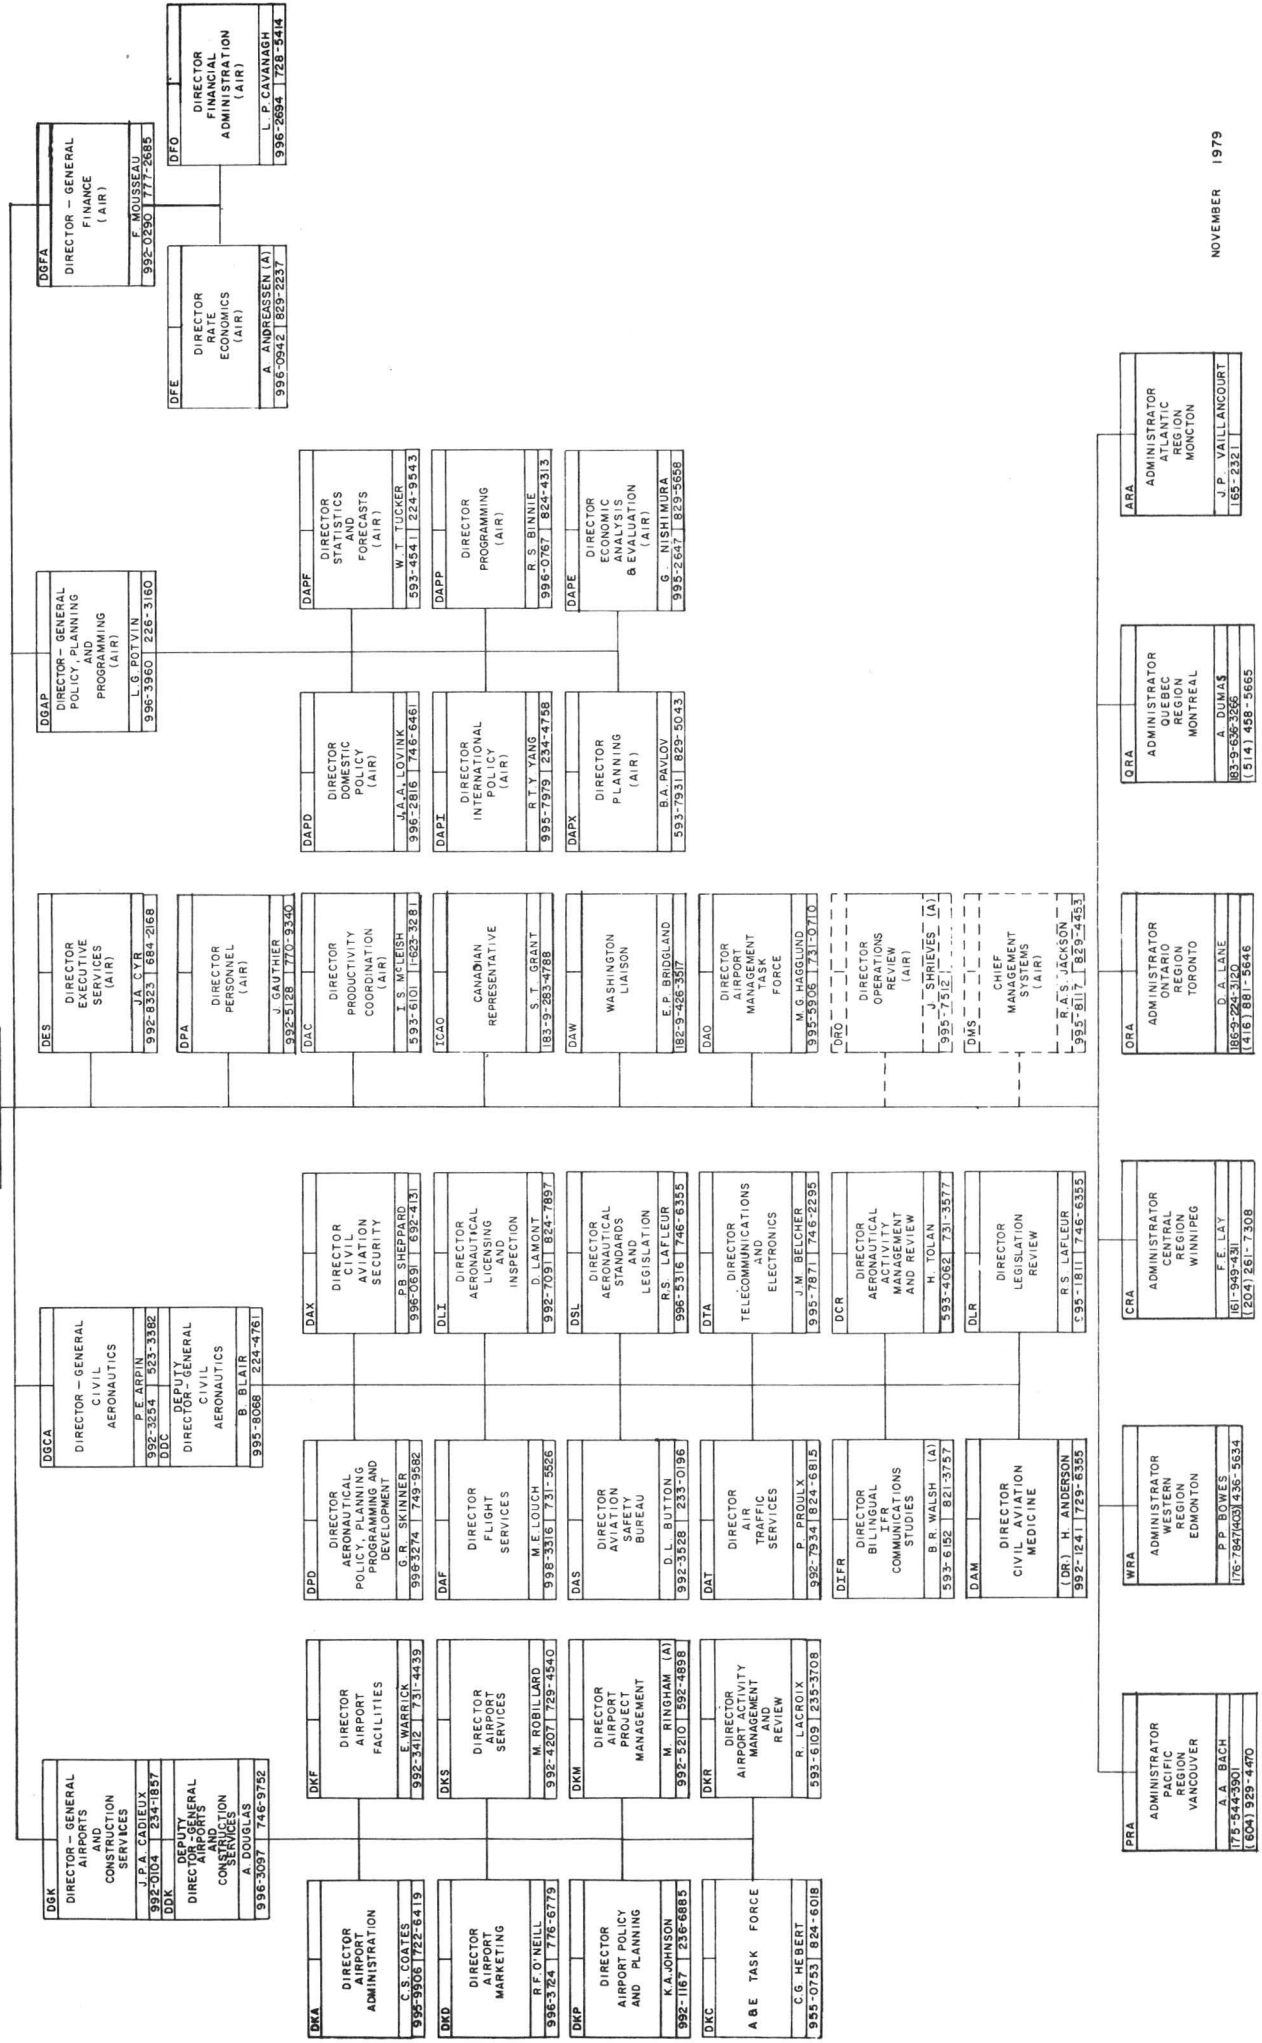 DGK
DIRECTOR – GENERAL
AIRPORTS
AND
CONSTRUCTION
SERVICES
J.P.A. CADIEUX
992-0104 234-1857
DDK
DEPUTY
DIRECTOR-GENERAL
AIRPORTS
AND
CONSTRUCTION
SERVICES
A. DOUGLAS
996-3097 746-9752
DGCA
DIRECTOR – GENERAL
CIVIL
AERONAUTICS
P.E. ARPIN
992-3254 523-3382
DDC
DEPUTY
DIRECTOR-GENERAL
CIVIL
AERONAUTICS
B. BLAIR
995-8068 224-4761
DES
DIRECTOR
EXECUTIVE
SERVICES
(AIR)
J.A. CYR
992-8323 684-2168
DPA
DIRECTOR
PERSONNEL
(AIR)
J. GAUTHIER
992-5128 770-9340
DGAP
DIRECTOR – GENERAL
POLICY, PLANNING
AND
PROGRAMMING
(AIR)
L.G. POTVIN
996-3960 226-3160
DGFA
DIRECTOR – GENERAL
FINANCE
(AIR)
F. MOUSSEAU
992-0290 777-2685
DFE
DIRECTOR
RATE
ECONOMICS
(AIR)
A. ANDREASSEN (A)
996-0942 829-2237
DFO
DIRECTOR
FINANCIAL
ADMINISTRATION
(AIR)
L. P. CAVANAGH
996-2694 728-5414
DKA
DIRECTOR
AIRPORT
ADMINISTRATION
C.S. COATES
995-9906 722-6419
DKF
DIRECTOR
AIRPORT
FACILITIES
E. WARRICK
992-3412 731-4439
DKD
DIRECTOR
AIRPORT
MARKETING
R.F. O'NEILL
996-3724 776-6779
DKS
DIRECTOR
AIRPORT
SERVICES
M. ROBILLARD
992-4207 729-4540
DKP
DIRECTOR
AIRPORT POLICY
AND PLANNING
K.A. JOHNSON
992-1167 236-6885
DKM
DIRECTOR
AIRPORT
PROJECT
MANAGEMENT
M. RINGHAM (A)
992-5210 592-4898
DKC
A & E TASK FORCE
C.G. HEBERT
955-0753 824-6018
DKR
DIRECTOR
AIRPORT ACTIVITY
MANAGEMENT
AND
REVIEW
R. LACROIX
593-6109 235-3708
DPD
DIRECTOR
AERONAUTICAL
POLICY, PLANNING
PROGRAMMING AND
DEVELOPMENT
G.R. SKINNER
996-3274 749-9582
DAX
DIRECTOR
CIVIL
AVIATION
SECURITY
P.B. SHEPPARD
996-0691 692-4131
DAF
DIRECTOR
FLIGHT
SERVICES
M.E. LOUCH
998-3316 731-5526
DLI
DIRECTOR
AERONAUTICAL
LICENSING
AND
INSPECTION
D. LAMONT
992-7091 824-7897
DAS
DIRECTOR
AVIATION
SAFETY
BUREAU
D.L. BUTTON
992-3528 233-0196
DSL
DIRECTOR
AERONAUTICAL
STANDARDS
AND
LEGISLATION
R.S. LAFLEUR
996-5316 746-6355
DAT
DIRECTOR
AIR
TRAFFIC
SERVICES
P. PROULX
992-7934 824-6815
DTA
DIRECTOR
TELECOMMUNICATIONS
AND
ELECTRONICS
J.M. BELCHER
995-7871 746-2295
DIFR
DIRECTOR
BILINGUAL
IFR
COMMUNICATIONS
STUDIES
B.R. WALSH (A)
593-6152 821-3757
DCR
DIRECTOR
AERONAUTICAL
ACTIVITY
MANAGEMENT
AND REVIEW
H. TOLAN
593-4062 731-3577
DAM
DIRECTOR
CIVIL AVIATION
MEDICINE
(DR.) H. ANDERSON
992-1241 729-6355
DLR
DIRECTOR
LEGISLATION
REVIEW
R.S. LAFLEUR
995-1811 746-6355
DAC
DIRECTOR
PRODUCTIVITY
COORDINATION
(AIR)
I. S. McLEISH
593-6101 1-623-3281
ICAO
CANADIAN
REPRESENTATIVE
S. T. GRANT
183-9-283-4788
DAW
WASHINGTON
LIAISON
E.P. BRIDGLAND
182-9-426-3517
DAO
DIRECTOR
AIRPORT
MANAGEMENT
TASK
FORCE
M.G. HAGGLUND
995-5906 731-0710
DRO
DIRECTOR
OPERATIONS
REVIEW
(AIR)
J. SHRIEVES (A)
995-7512
DMS
CHIEF
MANAGEMENT
SYSTEMS
(AIR)
R.A.S. JACKSON
995-8117 829-4453
DAPD
DIRECTOR
DOMESTIC
POLICY
(AIR)
J.A.A. LOVINK
996-2816 746-6461
DAPF
DIRECTOR
STATISTICS
AND
FORECASTS
(AIR)
W.T. TUCKER
593-4541 224-9543
DAPI
DIRECTOR
INTERNATIONAL
POLICY
(AIR)
R.T.Y. YANG
995-7979 234-4758
DAPP
DIRECTOR
PROGRAMMING
(AIR)
R.S. BINNIE
996-0767 824-4313
DAPX
DIRECTOR
PLANNING
(AIR)
B.A. PAVLOV
593-7931 829-5043
DAPE
DIRECTOR
ECONOMIC
ANALYSIS
& EVALUATION
(AIR)
G. NISHIMURA
995-2647 829-5658
PRA
ADMINISTRATOR
PACIFIC
REGION
VANCOUVER
A.A. BACH
175-544-3901
(604) 929-4470
WRA
ADMINISTRATOR
WESTERN
REGION
EDMONTON
P.P. BOWES
176-7847 (403) 436-5634
CRA
ADMINISTRATOR
CENTRAL
REGION
WINNIPEG
F.E. LAY
161-949-4311
(204) 261-7308
ORA
ADMINISTRATOR
ONTARIO
REGION
TORONTO
D.A. LANE
186-9-224-3120
(416) 881-5646
QRA
ADMINISTRATOR
QUEBEC
REGION
MONTREAL
A. DUMAS
183-9-636-3266
(514) 458-5665
ARA
ADMINISTRATOR
ATLANTIC
REGION
MONCTON
J.P. VAILLANCOURT
165-2321
NOVEMBER 1979